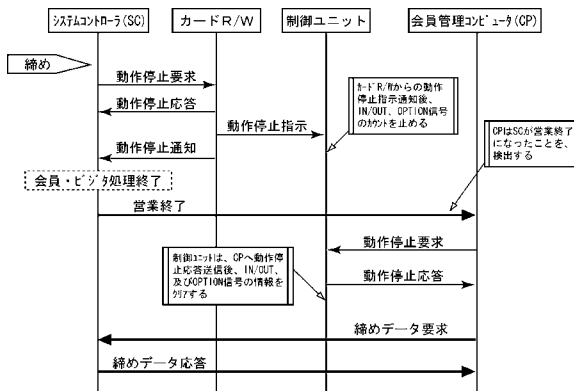 ｼｽﾃﾑｺﾝﾄﾛｰﾗ(SC)
カードR/W
制御ユニット
会員管理ｺﾝﾋﾟｭｰﾀ(CP)
締め
動作停止要求
動作停止応答
動作停止指示
ｶｰﾄﾞR/Wからの動作
停止指示通知後、
IN/OUT、OPTION信号
のｶｳﾝﾄを止める
CPはSCが営業終了
になったことを、
検出する
動作停止通知
会員・ﾋﾞｼﾞﾀ処理終了
営業終了
動作停止要求
制御ﾕﾆｯﾄは、CPへ動作停
止応答送信後、IN/OUT、
及びOPTION信号の情報を
ｸﾘｱする
動作停止応答
締めデータ要求
締めデータ応答